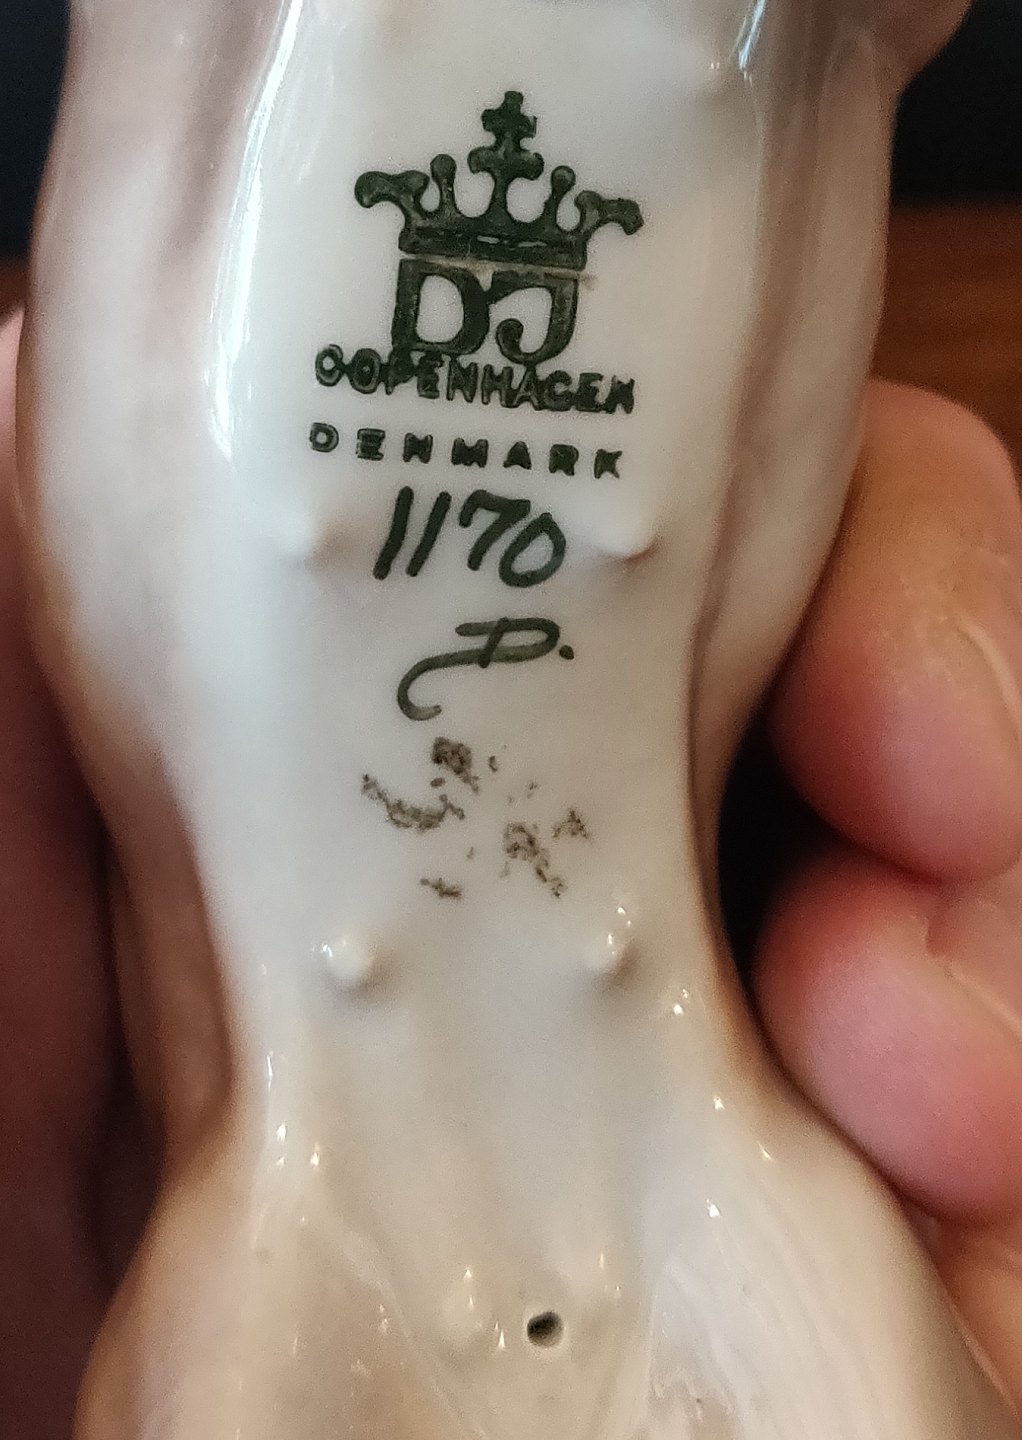 DJ
COPENHAGEN
DENMARK
1170
D.